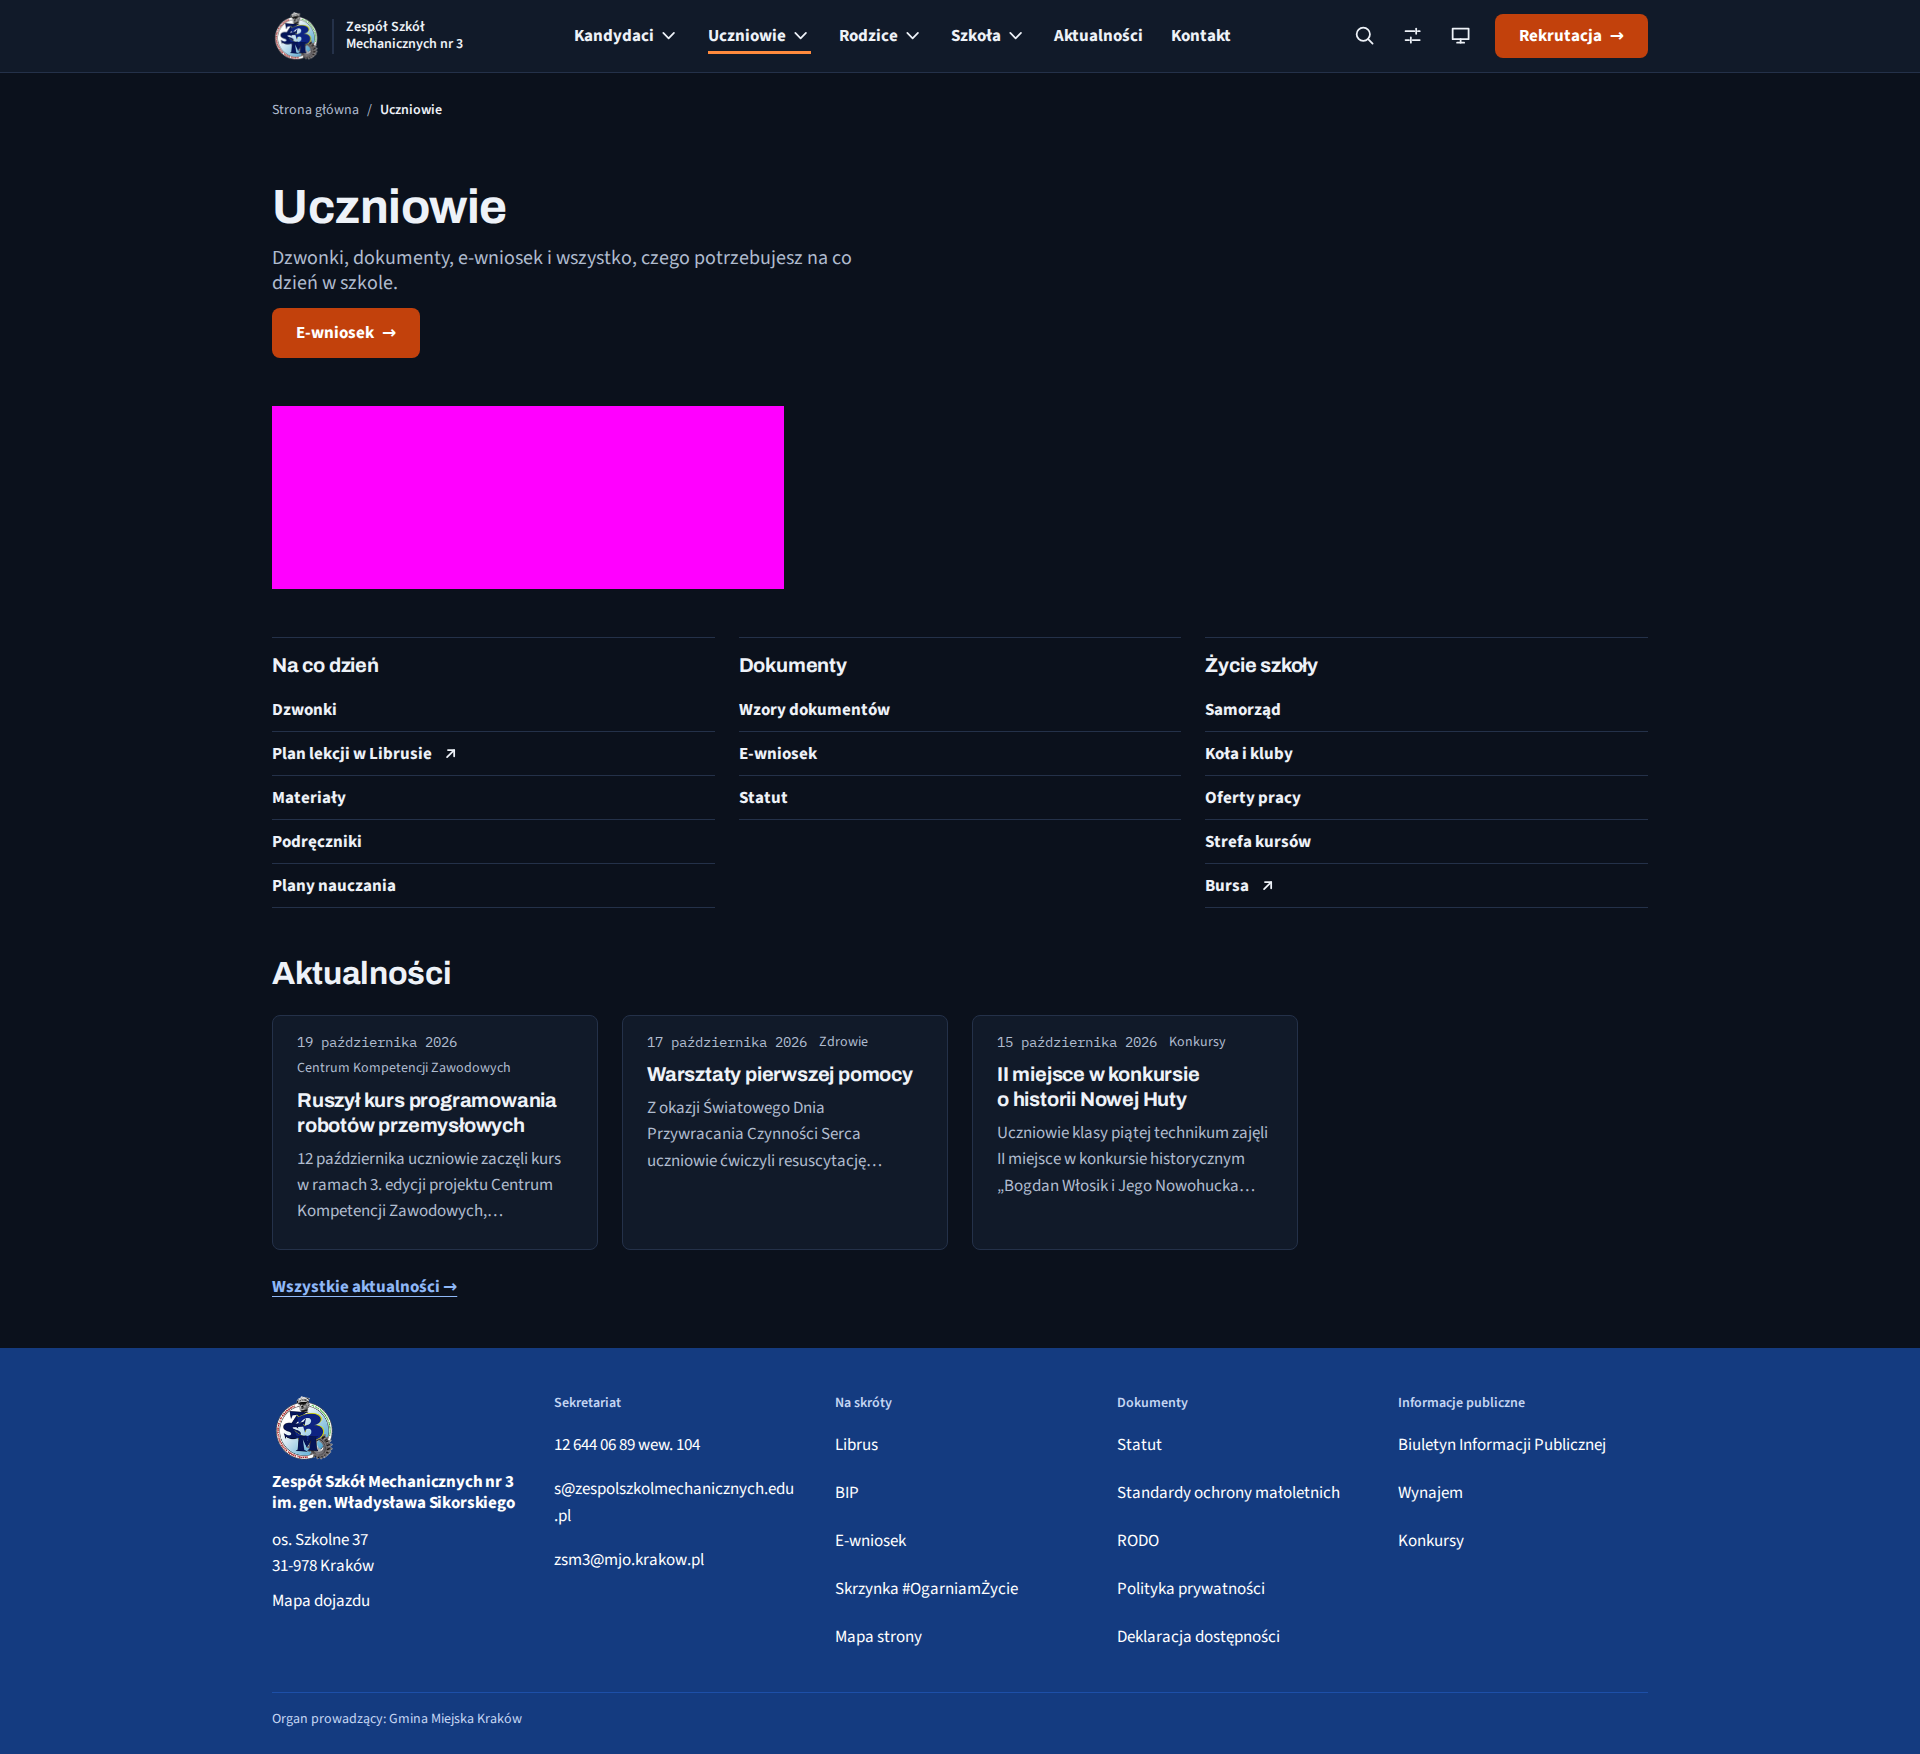 Zespół Szkół
Mechanicznych nr 3
Kandydaci
Uczniowie
Rodzice
Szkoła
Aktualności
Kontakt
Rekrutacja →
Strona główna / Uczniowie
Uczniowie
Dzwonki, dokumenty, e-wniosek i wszystko, czego potrzebujesz na co
dzień w szkole.
E-wniosek →
Na co dzień
Dzwonki
Plan lekcji w Librusie
Materiały
Podręczniki
Plany nauczania
Dokumenty
Wzory dokumentów
E-wniosek
Statut
Życie szkoły
Samorząd
Koła i kluby
Oferty pracy
Strefa kursów
Bursa
Aktualności
19 października 2026
Centrum Kompetencji Zawodowych
Ruszył kurs programowania
robotów przemysłowych
12 października uczniowie zaczęli kurs
w ramach 3. edycji projektu Centrum
Kompetencji Zawodowych,…
17 października 2026 Zdrowie
Warsztaty pierwszej pomocy
Z okazji Światowego Dnia
Przywracania Czynności Serca
uczniowie ćwiczyli resuscytację…
15 października 2026 Konkursy
II miejsce w konkursie
o historii Nowej Huty
Uczniowie klasy piątej technikum zajęli
II miejsce w konkursie historycznym
„Bogdan Włosik i Jego Nowohucka…
Wszystkie aktualności →
Zespół Szkół Mechanicznych nr 3
im. gen. Władysława Sikorskiego
os. Szkolne 37
31-978 Kraków
Mapa dojazdu
Sekretariat
12 644 06 89 wew. 104
s@zespolszkolmechanicznych.edu
.pl
zsm3@mjo.krakow.pl
Na skróty
Librus
BIP
E-wniosek
Skrzynka #OgarniamŻycie
Mapa strony
Dokumenty
Statut
Standardy ochrony małoletnich
RODO
Polityka prywatności
Deklaracja dostępności
Informacje publiczne
Biuletyn Informacji Publicznej
Wynajem
Konkursy
Organ prowadzący: Gmina Miejska Kraków